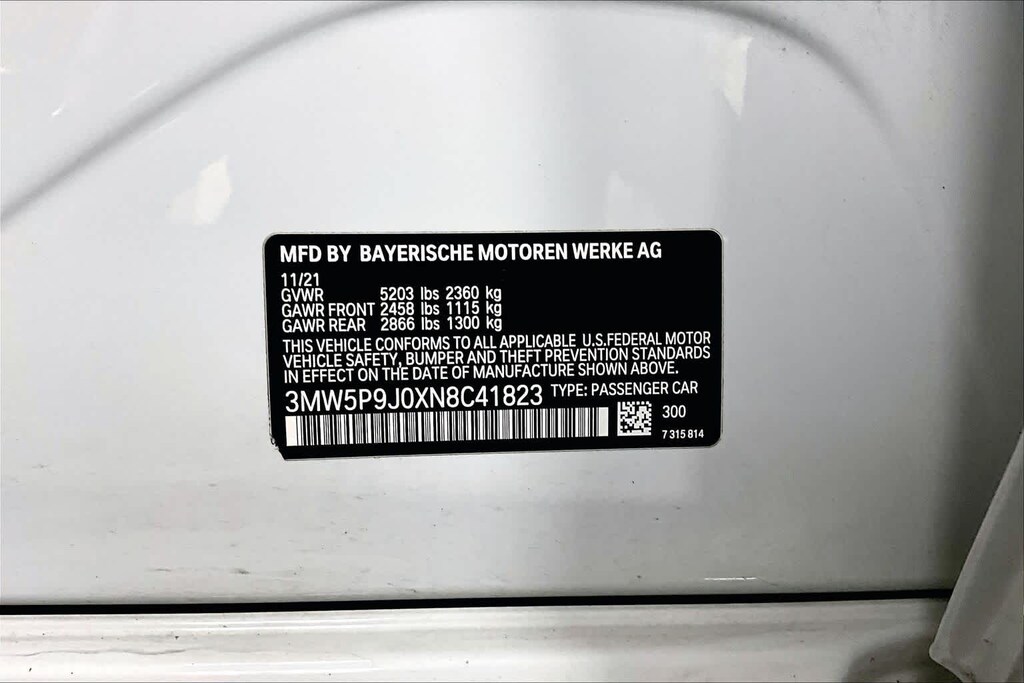 MFD BY BAYERISCHE MOTOREN WERKE AG
11/21
GVWR 5203 lbs 2360 kg
GAWR FRONT 2458 lbs 1115 kg
GAWR REAR 2866 lbs 1300 kg
THIS VEHICLE CONFORMS TO ALL APPLICABLE U.S.FEDERAL MOTOR
VEHICLE SAFETY, BUMPER AND THEFT PREVENTION STANDARDS
IN EFFECT ON THE DATE OF MANUFACTURE SHOWN ABOVE.
3MW5P9J0XN8C41823 TYPE: PASSENGER CAR
300
7 315 814